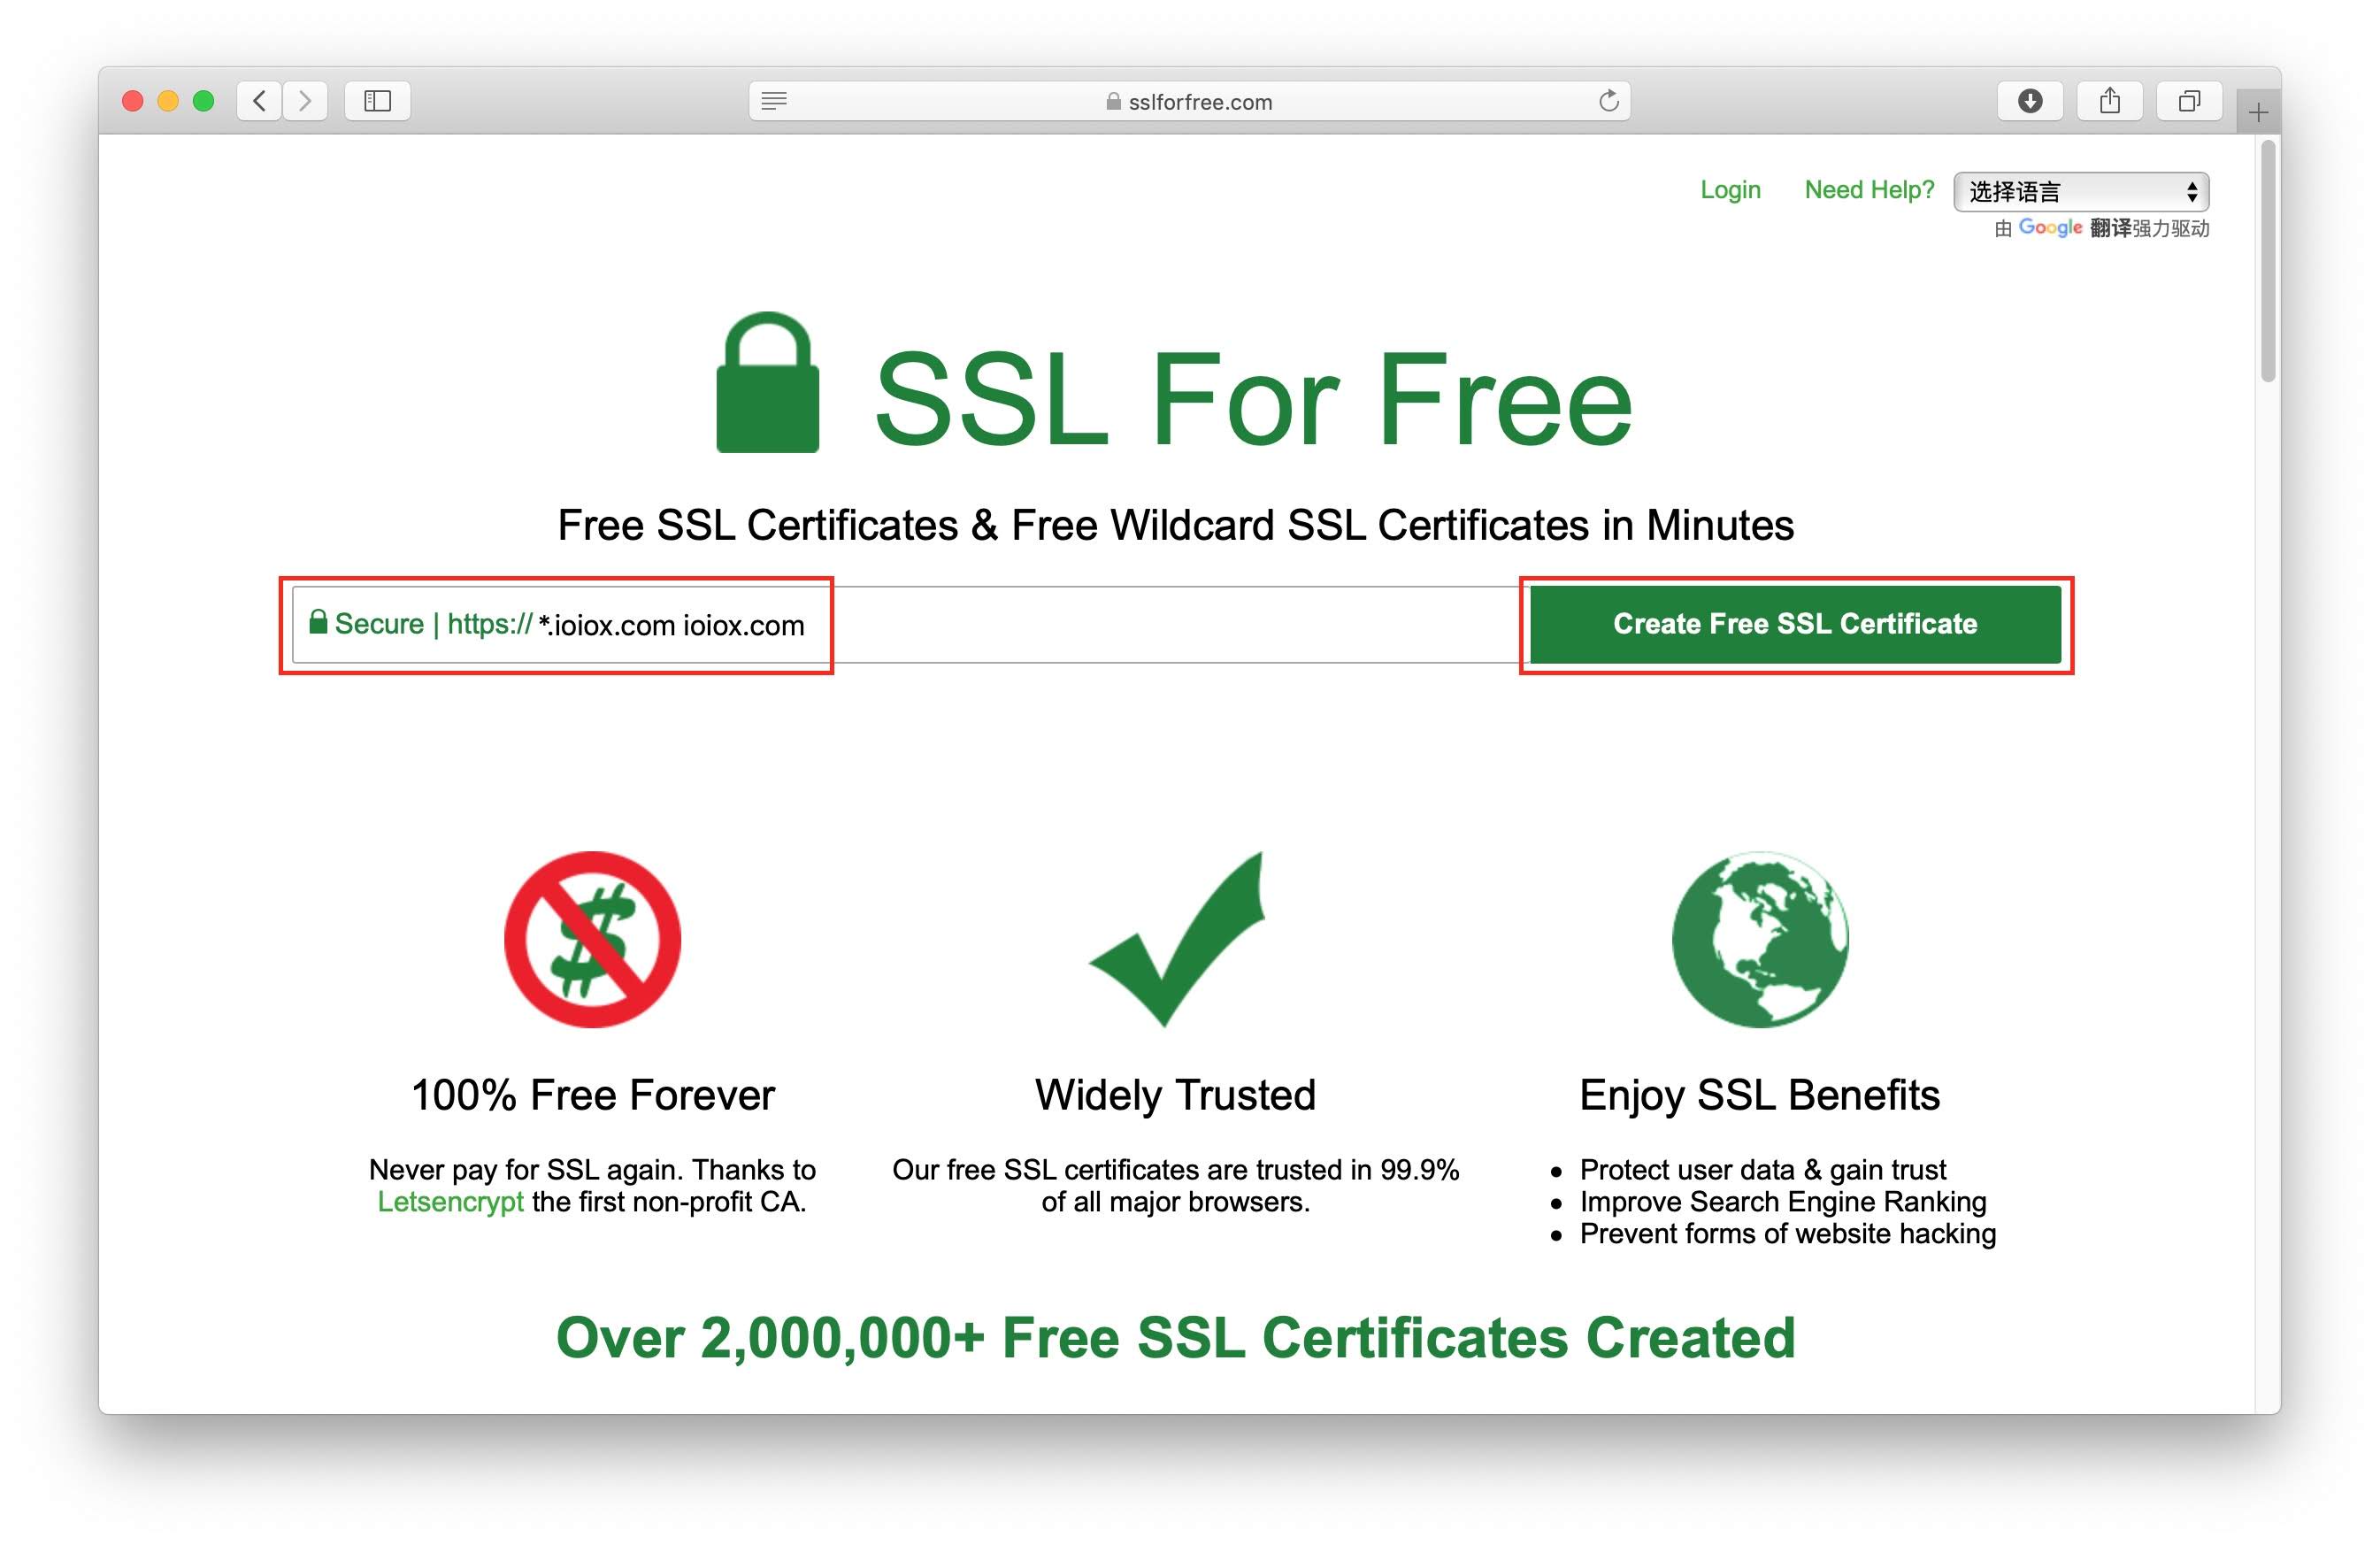 sslforfree.com
Login Need Help? 选择语言
由 Google 翻译强力驱动
SSL For Free
Free SSL Certificates & Free Wildcard SSL Certificates in Minutes
Secure | https:// *.ioiox.com ioiox.com
Create Free SSL Certificate
100% Free Forever
Never pay for SSL again. Thanks to
Letsencrypt the first non-profit CA.
Widely Trusted
Our free SSL certificates are trusted in 99.9%
of all major browsers.
Enjoy SSL Benefits
Protect user data & gain trust
Improve Search Engine Ranking
Prevent forms of website hacking
Over 2,000,000+ Free SSL Certificates Created